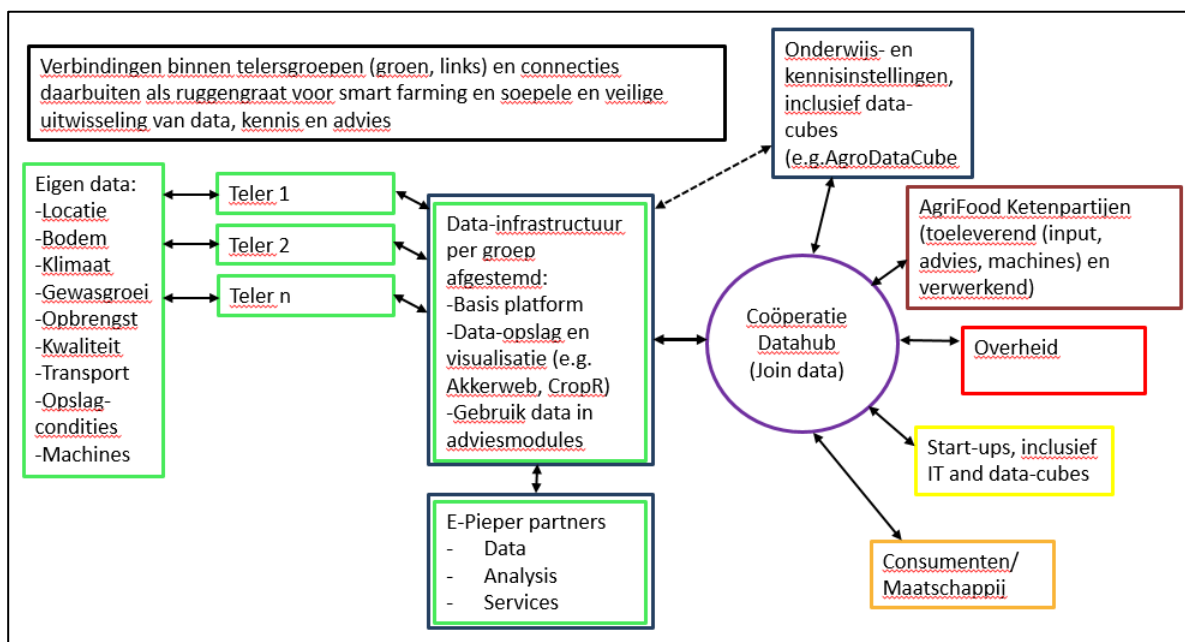 Verbindingen binnen telersgroepen (groen, links) en connecties
daarbuiten als ruggengraat voor smart farming en soepele en veilige
uitwisseling van data, kennis en advies
Eigen data:
-Locatie
-Bodem
-Klimaat
-Gewasgroei
-Opbrengst
-Kwaliteit
-Transport
-Opslag-
condities
-Machines
Teler 1
Teler 2
Teler n
Data-infrastructuur
per groep
afgestemd:
-Basis platform
-Data-opslag en
visualisatie (e.g.
Akkerweb, CropR)
-Gebruik data in
adviesmodules
E-Pieper partners
- Data
- Analysis
- Services
Coöperatie
Datahub
(Join data)
Onderwijs- en
kennisinstellingen,
inclusief data-
cubes
(e.g.AgroDataCube
AgriFood Ketenpartijen
(toeleverend (input,
advies, machines) en
verwerkend)
Overheid
Start-ups, inclusief
IT and data-cubes
Consumenten/
Maatschappij